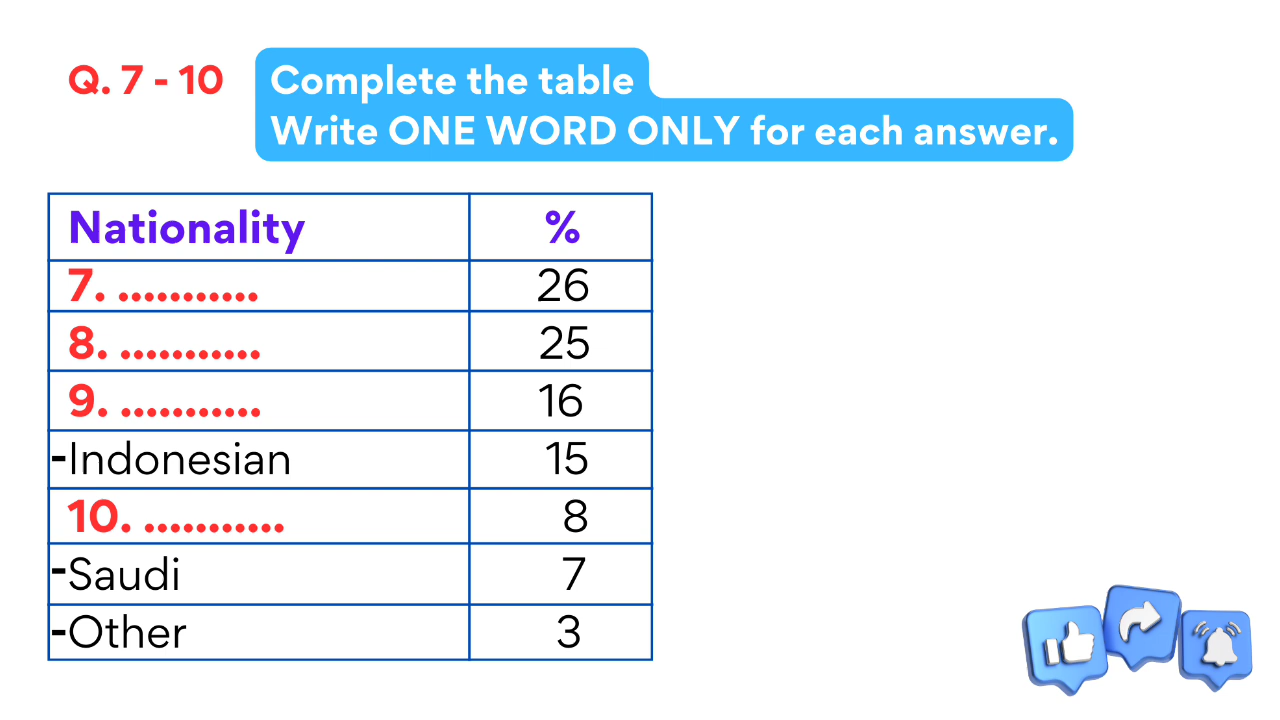 Q. 7 - 10
Complete the table
Write ONE WORD ONLY for each answer.
Nationality %
7. ........... 26
8. ........... 25
9. ........... 16
-Indonesian 15
10. ........... 8
-Saudi 7
-Other 3